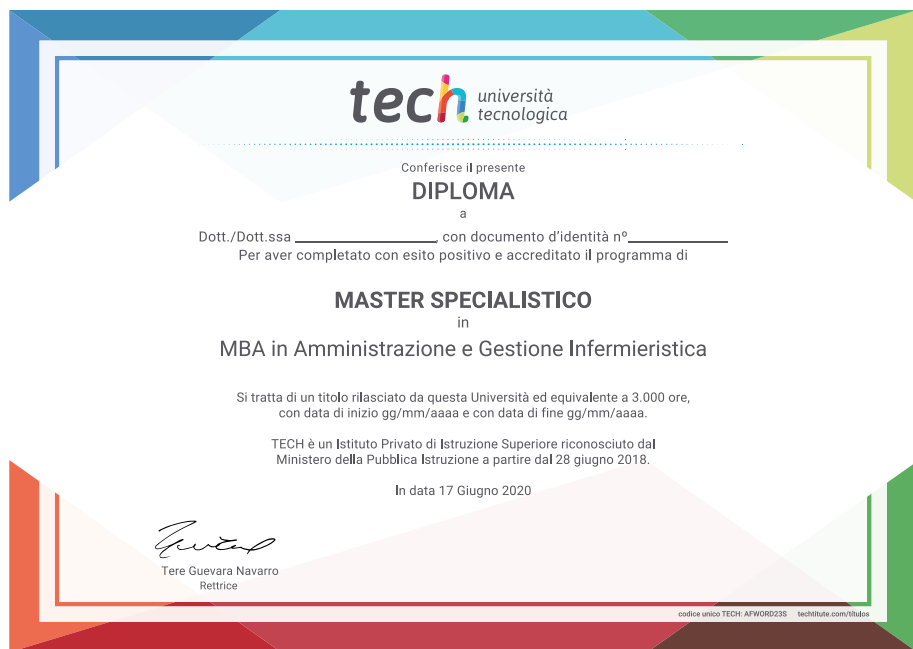 tech università
tecnologica
Conferisce il presente
DIPLOMA
a
Dott./Dott.ssa ________________, con documento d'identità nº____________
Per aver completato con esito positivo e accreditato il programma di
MASTER SPECIALISTICO
in
MBA in Amministrazione e Gestione Infermieristica
Si tratta di un titolo rilasciato da questa Università ed equivalente a 3.000 ore,
con data di inizio gg/mm/aaaa e con data di fine gg/mm/aaaa.
TECH è un Istituto Privato di Istruzione Superiore riconosciuto dal
Ministero della Pubblica Istruzione a partire dal 28 giugno 2018.
In data 17 Giugno 2020
Tere Guevara Navarro
Rettrice
codice unico TECH: AFWORD23S techtitute.com/titulos